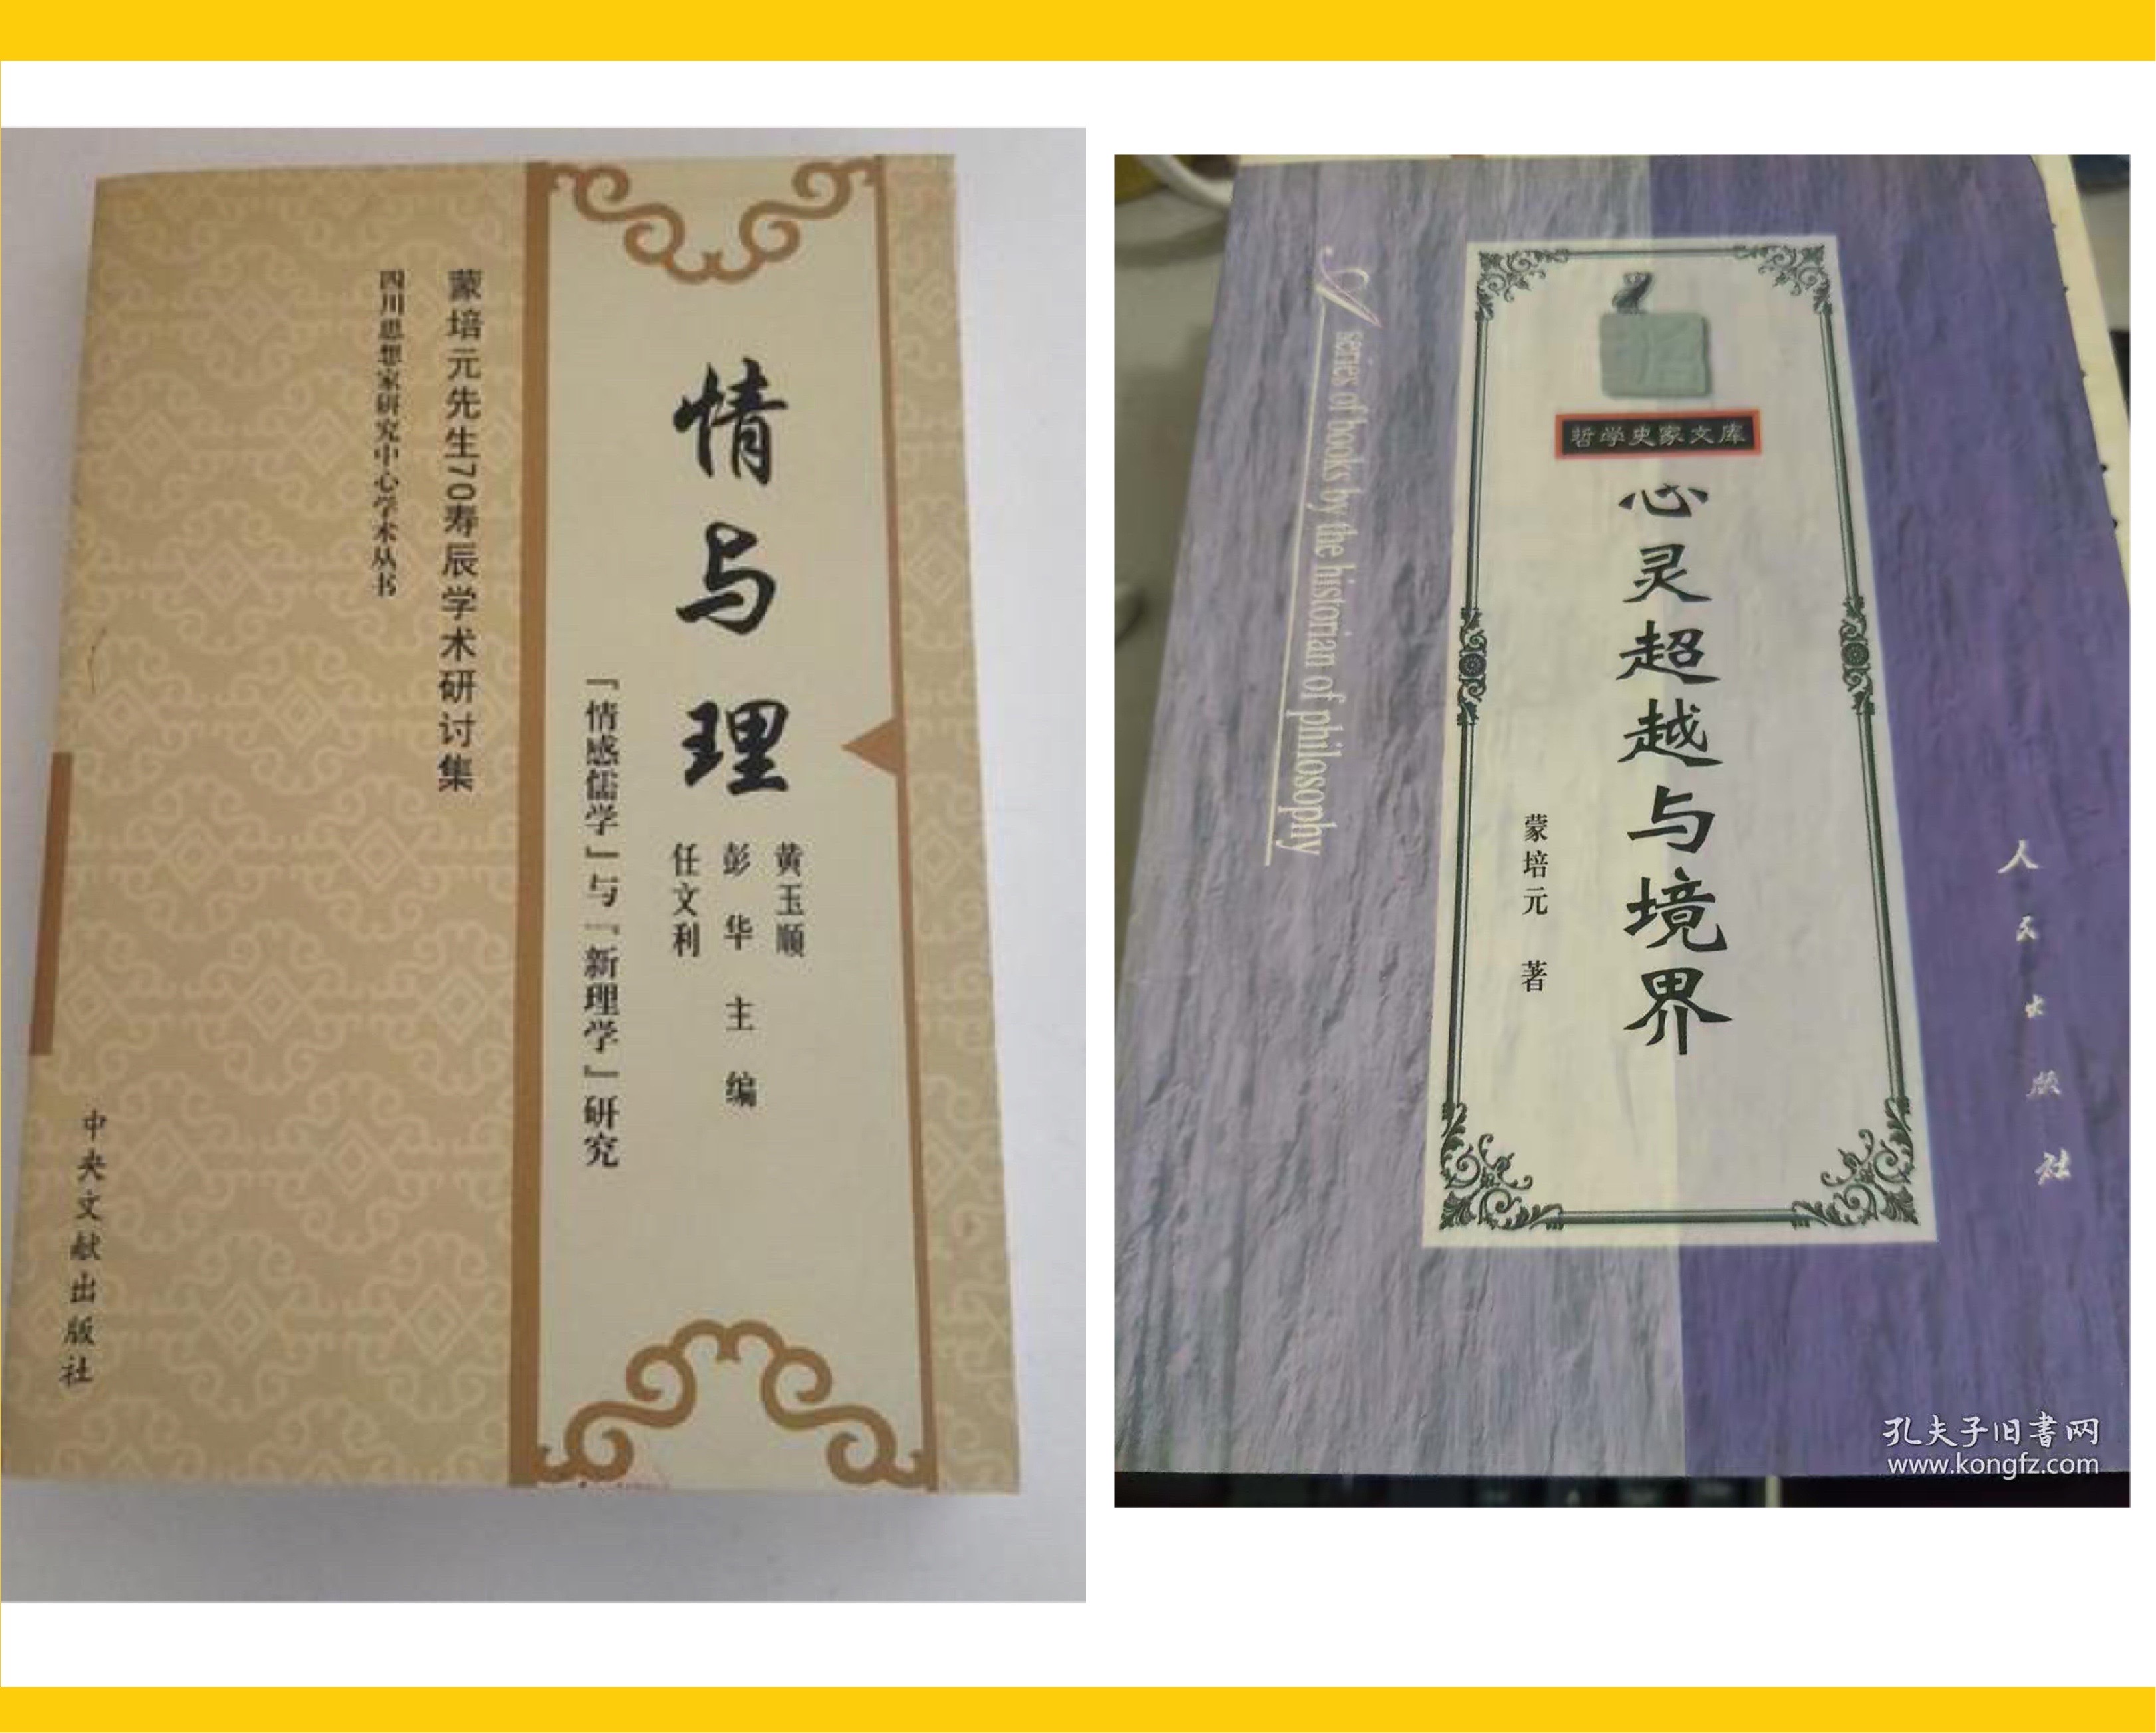 情与理
黄玉顺
彭华 主编
任文利
『情感儒学』与『新理学』研究
蒙培元先生70寿辰学术研讨集
四川思想家研究中心学术丛书
中央文献出版社
哲学史家文库
心灵超越与境界
蒙培元 著
A series of books by the historian of philosophy
人民出版社
孔夫子旧書网
www.kongfz.com